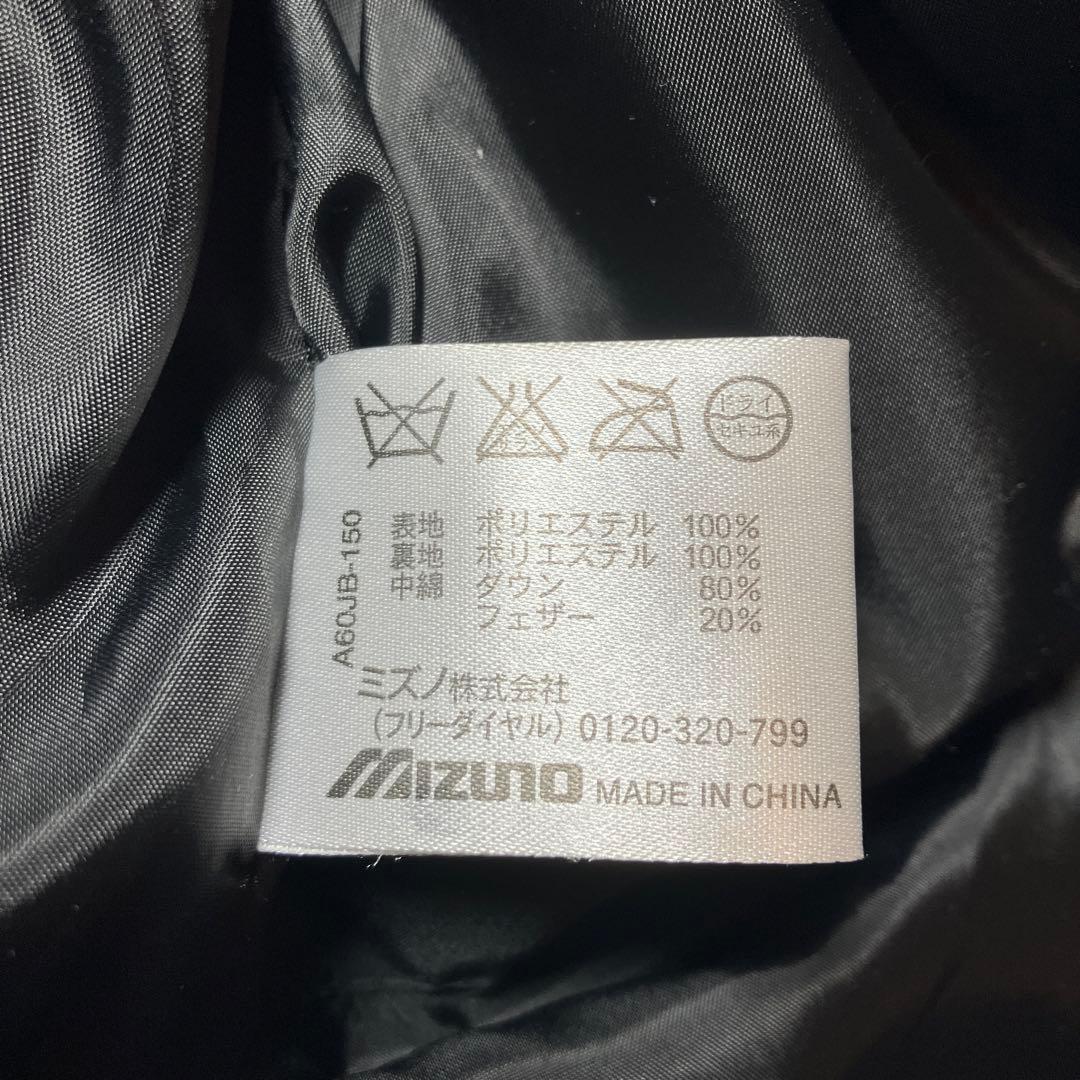 ドライ
セキユ系
A60JB-150
表地 ポリエステル 100%
裏地 ポリエステル 100%
中綿 ダウン 80%
フェザー 20%
ミズノ株式会社
(フリーダイヤル) 0120-320-799
MIZUNO MADE IN CHINA